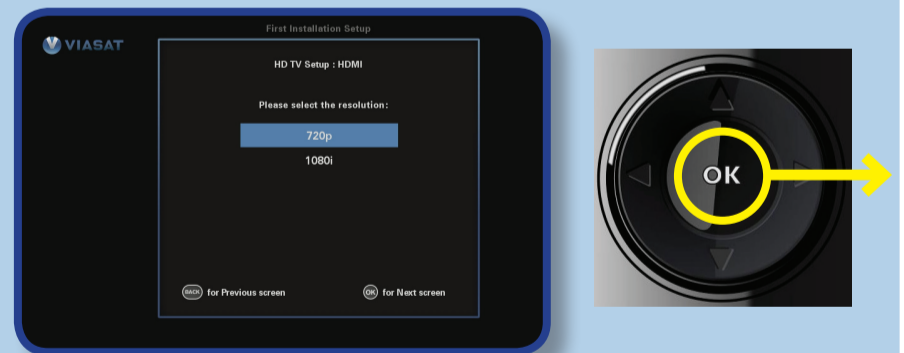 First Installation Setup
VIASAT
HD TV Setup : HDMI
Please select the resolution:
720p
1080i
BACK for Previous screen
OK for Next screen
OK